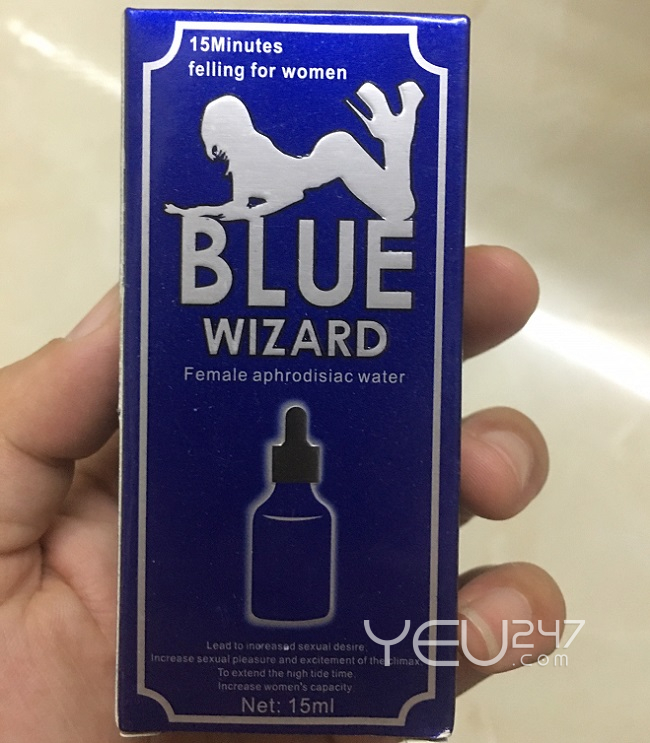 15Minutes
felling for women
BLUE
WIZARD
Female aphrodisiac water
Lead to increased sexual desire;
Increase sexual pleasure and excitement of the climax
To extend the high tide time.
Increase women's capacity
Net: 15ml
YEU247
.com